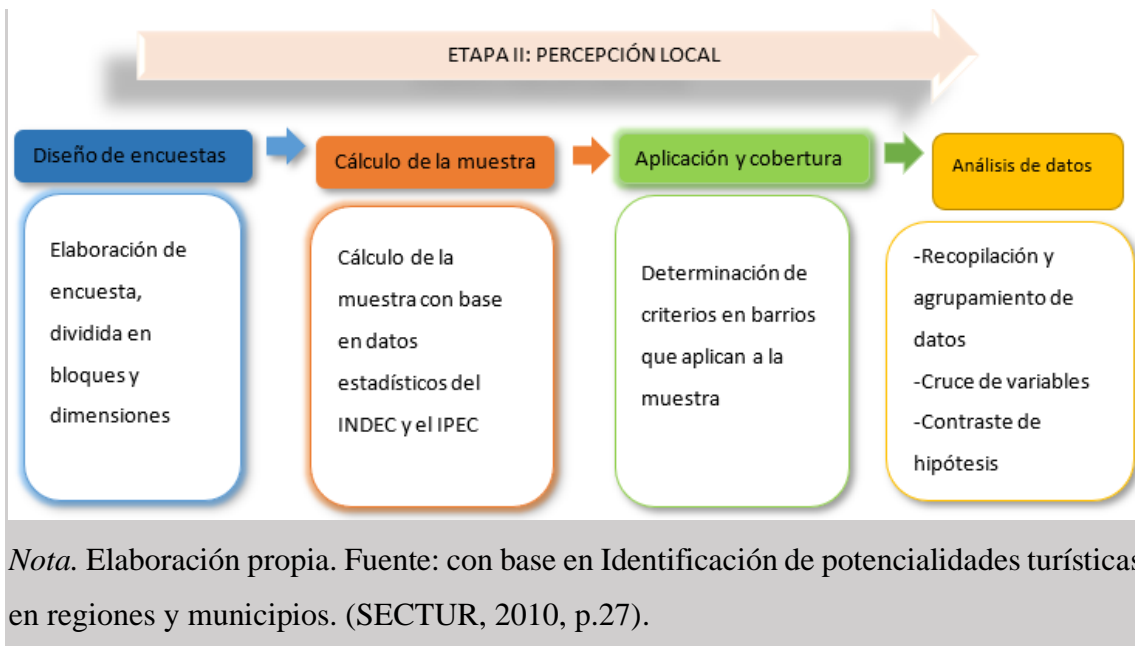 ETAPA II: PERCEPCIÓN LOCAL
Diseño de encuestas
Elaboración de
encuesta,
dividida en
bloques y
dimensiones
Cálculo de la muestra
Cálculo de la
muestra con base
en datos
estadísticos del
INDEC y el IPEC
Aplicación y cobertura
Determinación de
criterios en barrios
que aplican a la
muestra
Análisis de datos
-Recopilación y
agrupamiento de
datos
-Cruce de variables
-Contraste de
hipótesis
Nota. Elaboración propia. Fuente: con base en Identificación de potencialidades turísticas
en regiones y municipios. (SECTUR, 2010, p.27).